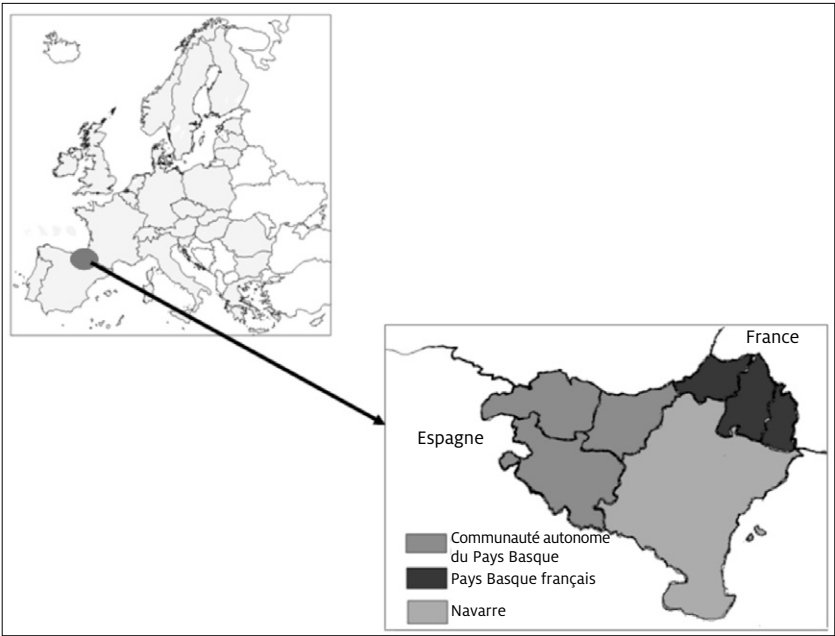 France
Espagne
Communauté autonome
du Pays Basque
Pays Basque français
Navarre